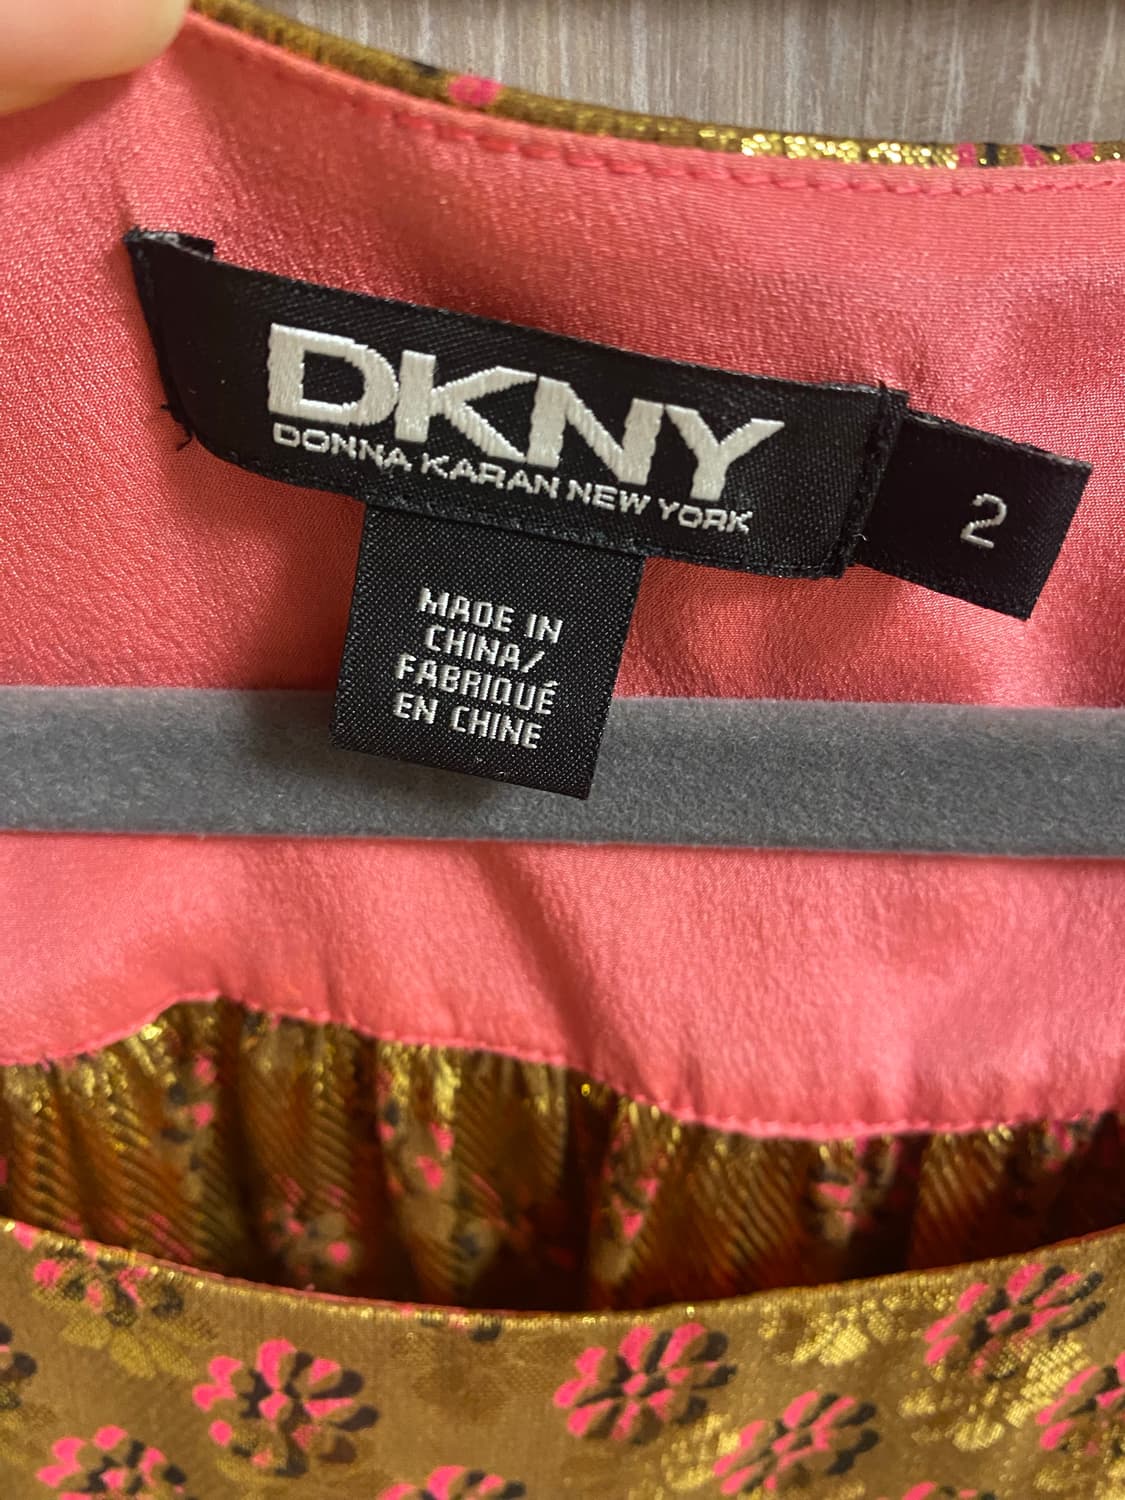 DKNY
DONNA KARAN NEW YORK
2
MADE IN
CHINA/
FABRIQUÉ
EN CHINE